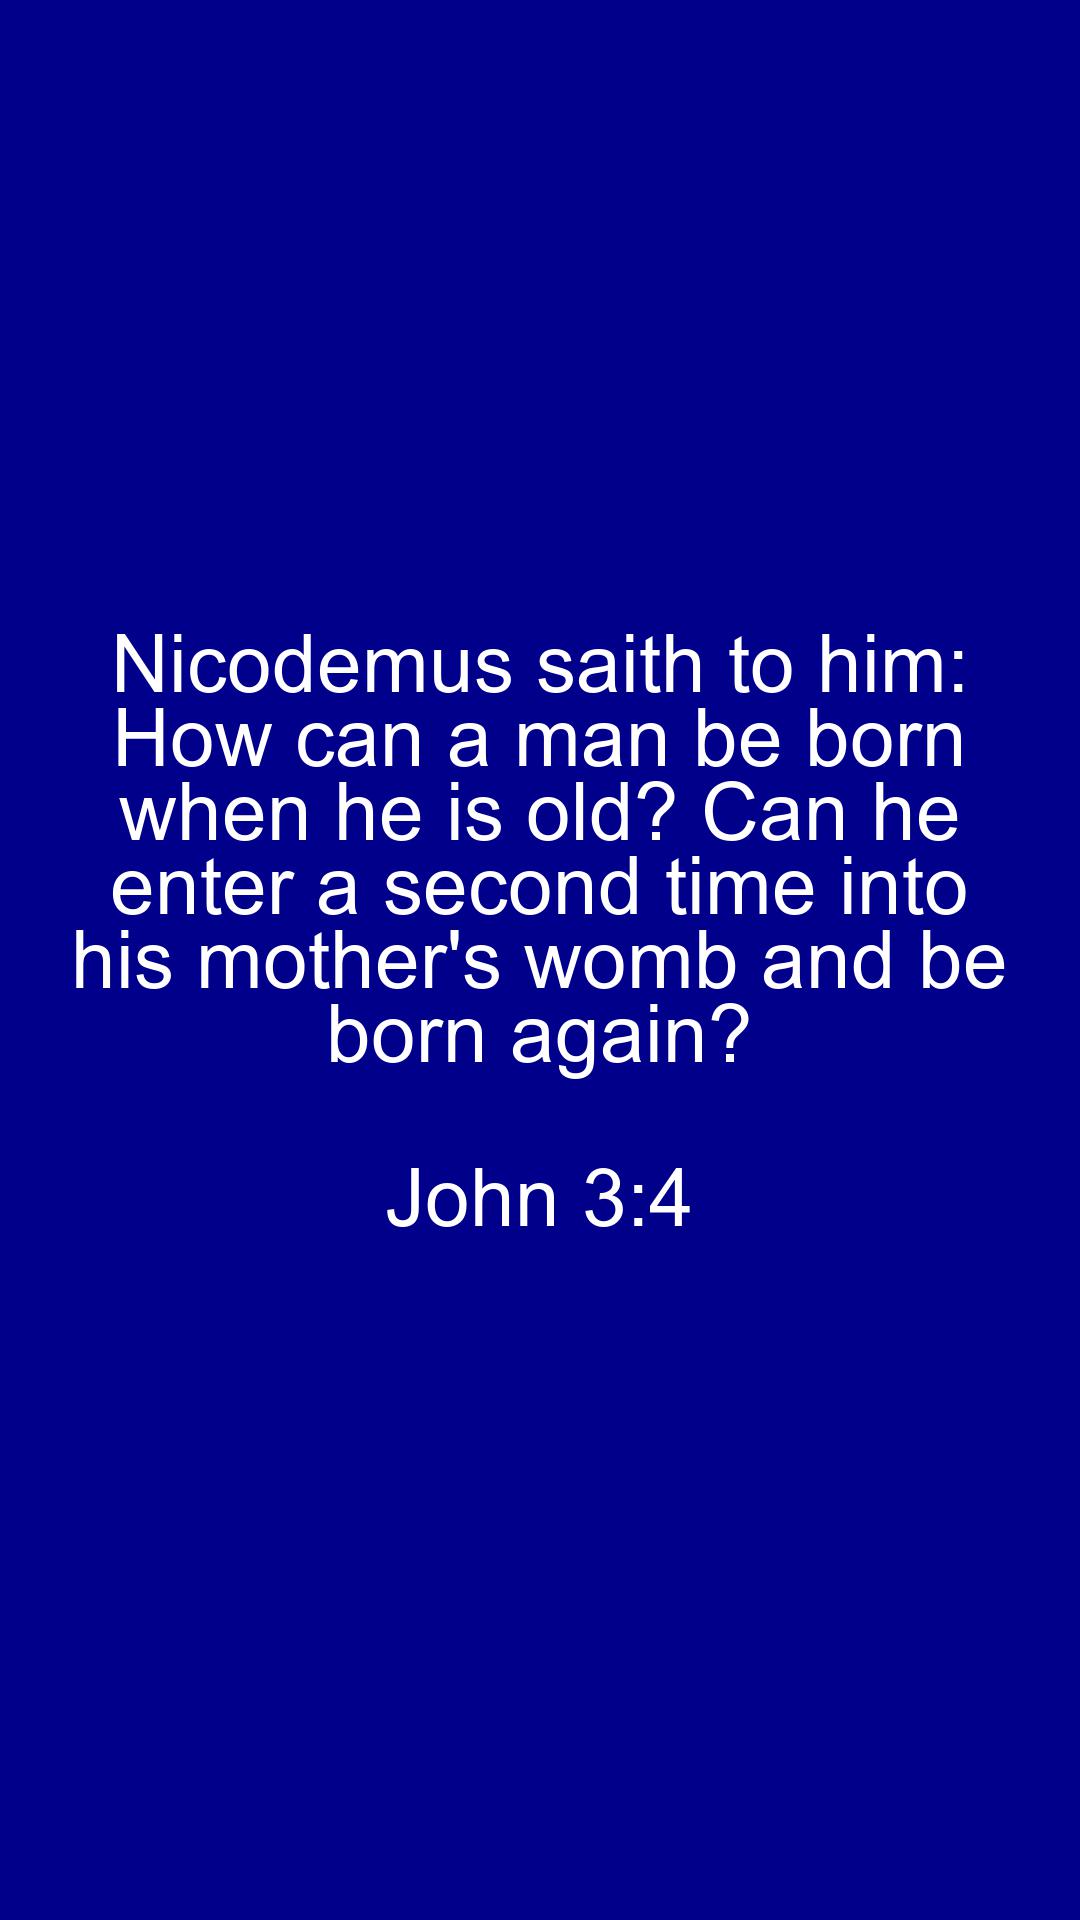 Nicodemus saith to him:
How can a man be born
when he is old? Can he
enter a second time into
his mother's womb and be
born again?
John 3:4